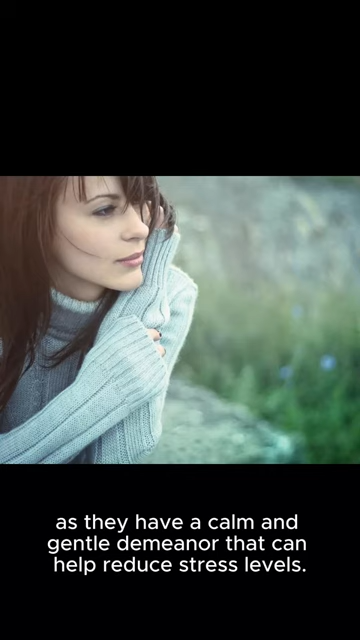 as they have a calm and
gentle demeanor that can
help reduce stress levels.